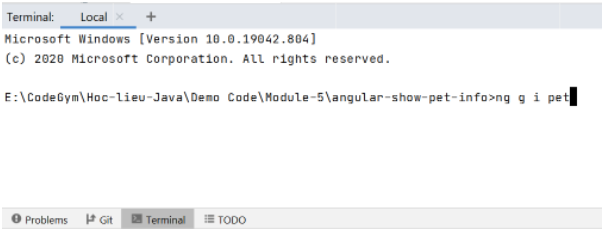 Terminal: Local × +
Microsoft Windows [Version 10.0.19042.804]
(c) 2020 Microsoft Corporation. All rights reserved.
E:\CodeGym\Hoc-lieu-Java\Demo Code\Module-5\angular-show-pet-info>ng g i pet
Problems Git Terminal TODO